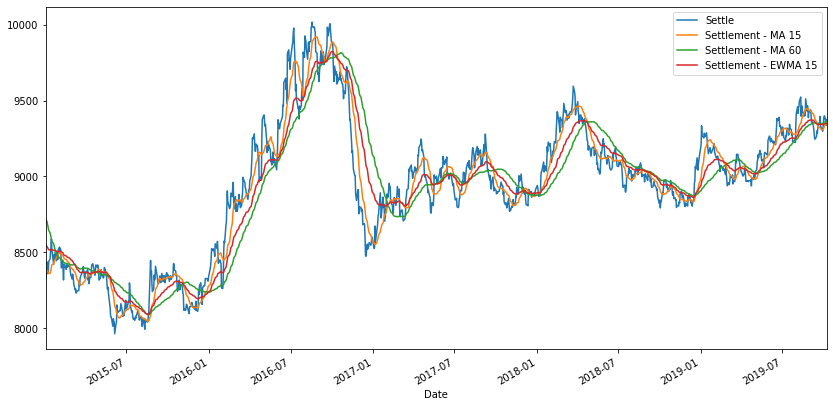 Settle
Settlement - MA 15
Settlement - MA 60
Settlement - EWMA 15
10000
9500
9000
8500
8000
2015-07
2016-01
2016-07
2017-01
2017-07
2018-01
2018-07
2019-01
2019-07
Date